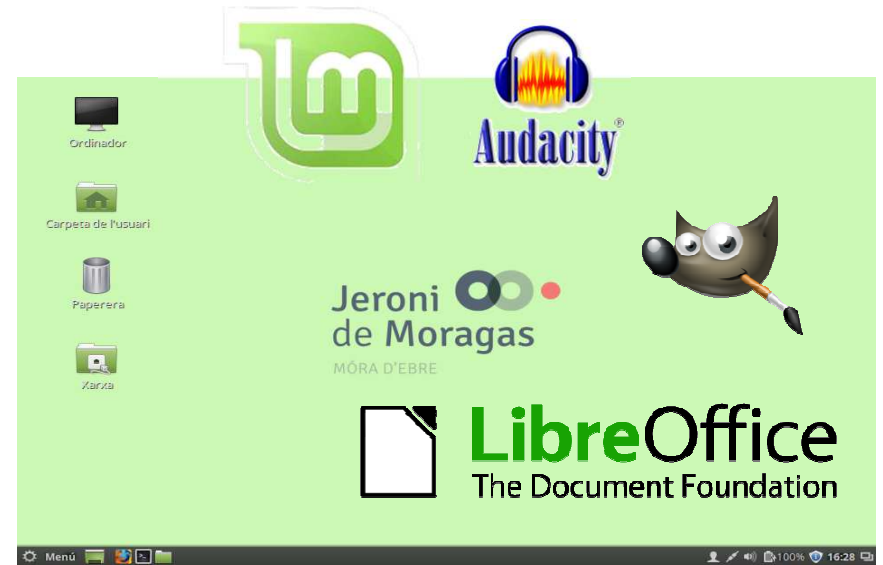 lm
Audacity®
Ordinador
Carpeta de l'usuari
Paperera
Xarxa
Jeroni
de Moragas
MÓRA D'EBRE
LibreOffice
The Document Foundation
Menú
100%
16:28